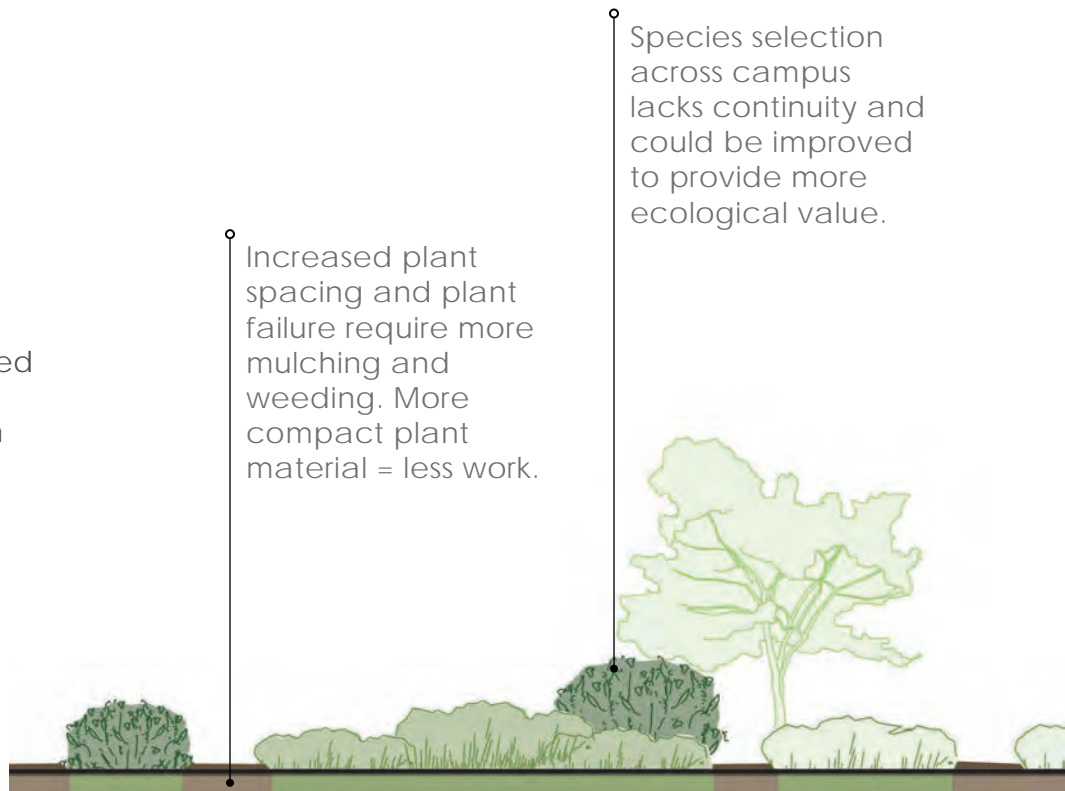 Species selection
across campus
lacks continuity and
could be improved
to provide more
ecological value.
Increased plant
spacing and plant
failure require more
mulching and
weeding. More
compact plant
material = less work.